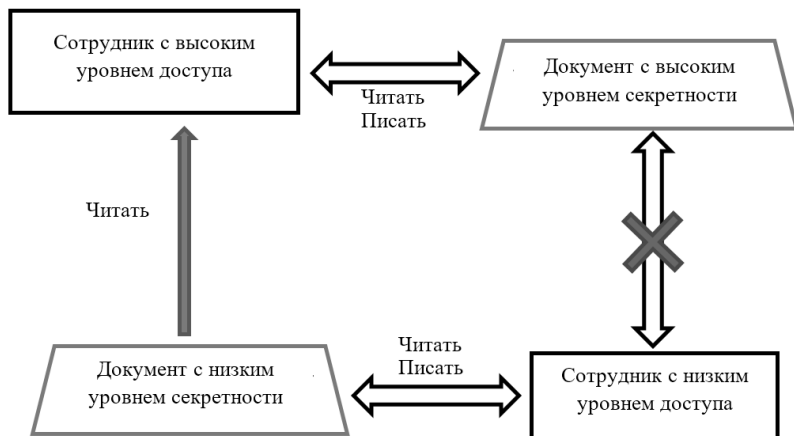 Сотрудник с высоким
уровнем доступа
Документ с высоким
уровнем секретности
Читать
Писать
Читать
Читать
Писать
Документ с низким
уровнем секретности
Сотрудник с низким
уровнем доступа